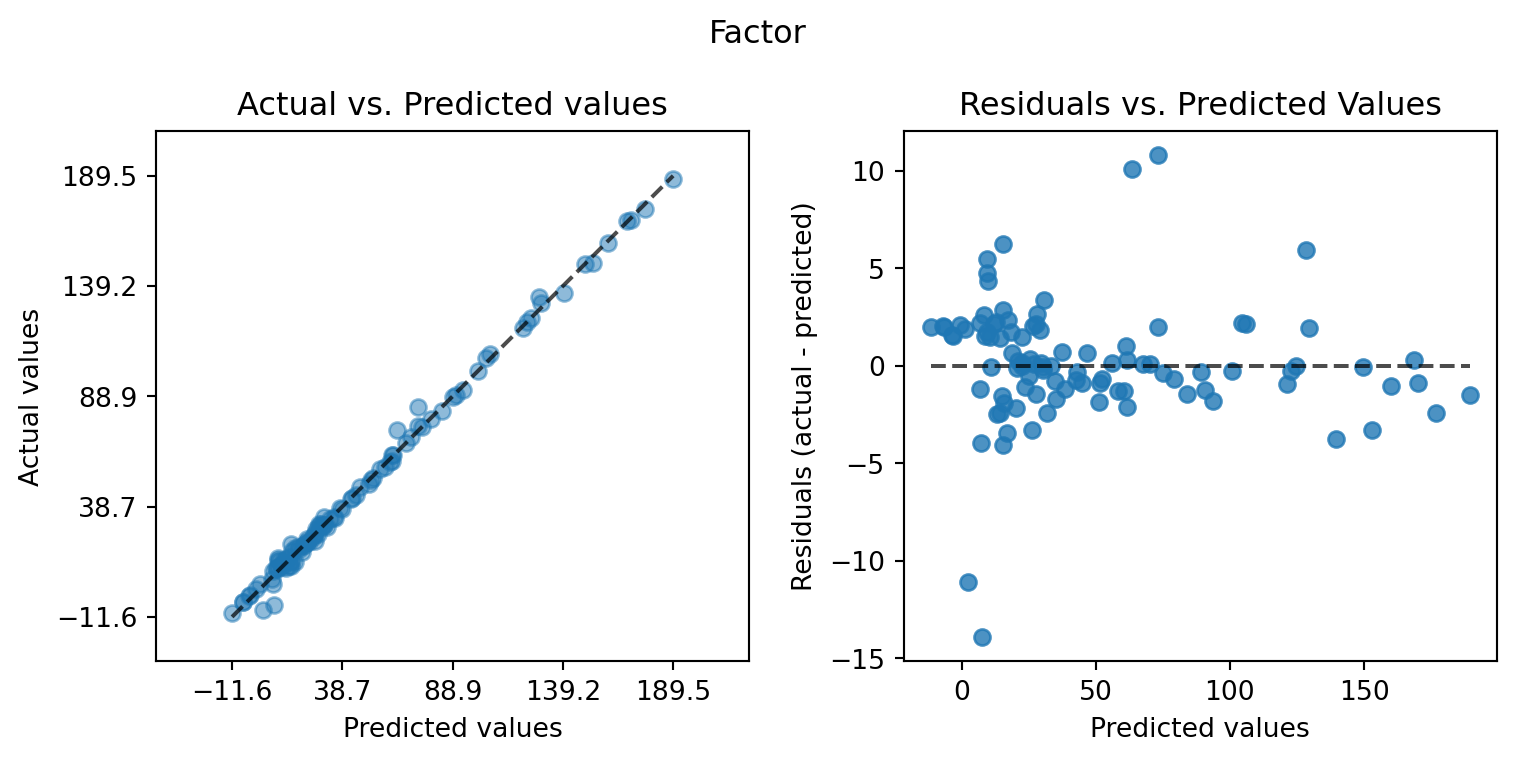 Factor
Actual vs. Predicted values
189.5
139.2
88.9
38.7
−11.6
Actual values
−11.6 38.7 88.9 139.2 189.5
Predicted values
Residuals vs. Predicted Values
10
5
0
−5
−10
−15
Residuals (actual - predicted)
0 50 100 150
Predicted values